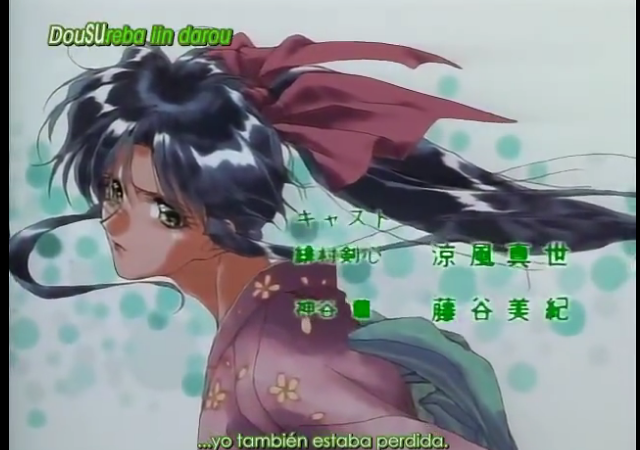 DouSUreba Iin darou
キャスト
緋村剣心 涼風真世
神谷 藤谷美紀
...yo también estaba perdida.